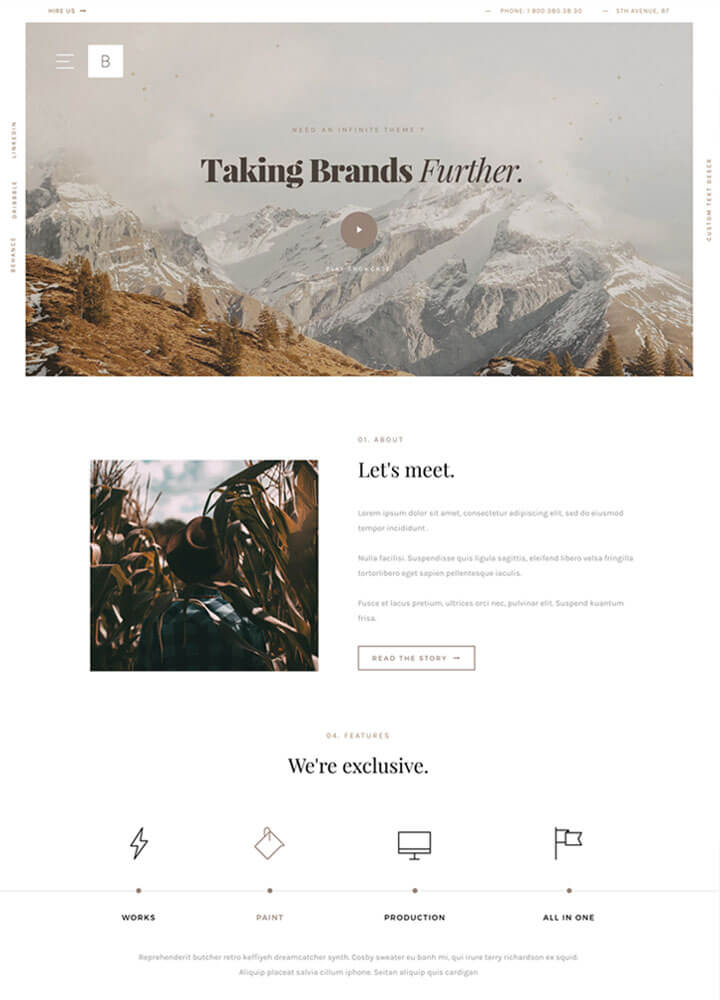 HIRE US
PHONE: 1 800 380 38 30
5TH AVENUE, 87
B
LINKEDIN
DRIBBBLE
BEHANCE
CUSTOM TEXT DESCR
NEED AN INFINITE THEME ?
Taking Brands Further.
PLAY SHOWCASE
01. ABOUT
Let's meet.
Lorem ipsum dolor sit amet, consectetur adipiscing elit, sed do eiusmod
tempor incididunt .
Nulla facilisi. Suspendisse quis ligula sagittis, eleifend libero velsa fringilla
tortorlibero eget sapien pellentesque iaculis.
Fusce et lacus pretium, ultrices orci nec, pulvinar elit. Suspend kuantum
frisa.
READ THE STORY
04. FEATURES
We're exclusive.
WORKS
PAINT
PRODUCTION
ALL IN ONE
Reprehenderit butcher retro keffiyeh dreamcatcher synth. Cosby sweater eu banh mi, qui irure terry richardson ex squid.
Aliquip placeat salvia cillum iphone. Seitan aliquip quis cardigan